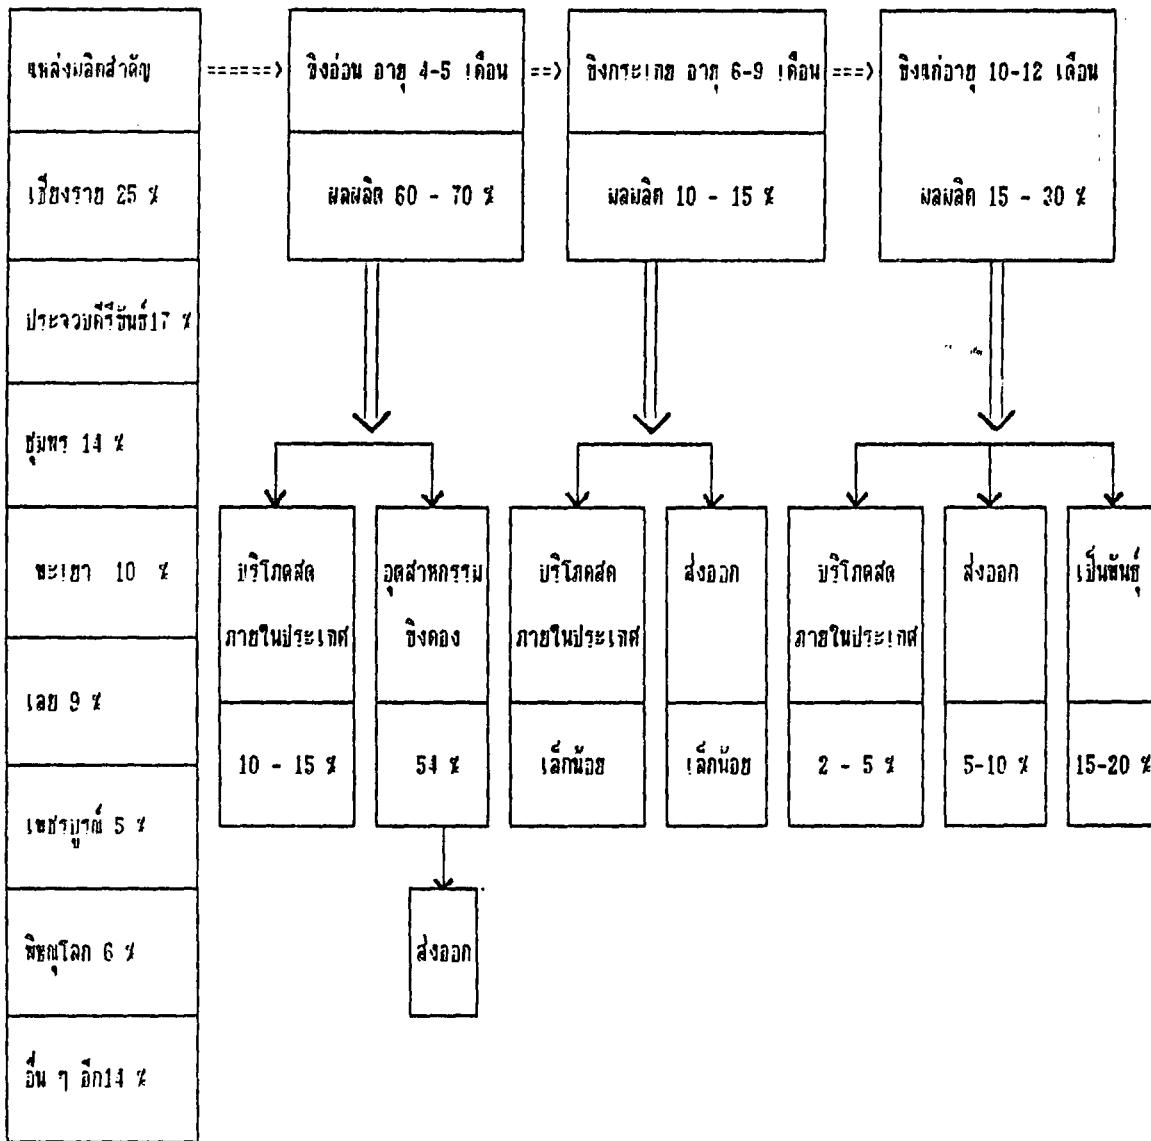 แหล่งผลิตสำคัญ ======> ขิงอ่อน อายุ 4-5 เดือน ==> ขิงกระเทย อายุ 6-9 เดือน ===> ขิงแก่อายุ 10-12 เดือน
เชียงราย 25 % ผลผลิต 60 - 70 % ผลผลิต 10 - 15 % ผลผลิต 15 - 30 %
ประจวบคีรีขันธ์17 %
ชุมพร 14 %
พะเยา 10 %
เลย 9 %
เพชรบูรณ์ 5 %
พิษณุโลก 6 %
อื่น ๆ อีก14 %
บริโภคสด
ภายในประเทศ
10 - 15 %
อุตสาหกรรม
ขิงดอง
54 %
ส่งออก
บริโภคสด
ภายในประเทศ
เล็กน้อย
ส่งออก
เล็กน้อย
บริโภคสด
ภายในประเทศ
2 - 5 %
ส่งออก
5-10 %
เป็นพันธุ์
15-20 %